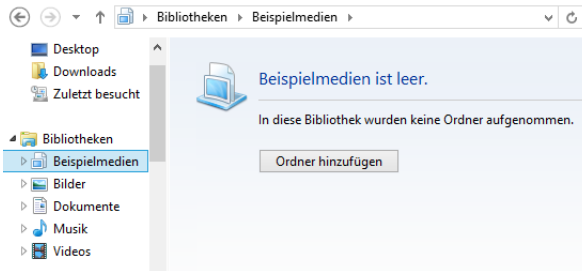 Bibliotheken Beispielmedien
Desktop
Downloads
Zuletzt besucht
Bibliotheken
Beispielmedien
Bilder
Dokumente
Musik
Videos
Beispielmedien ist leer.
In diese Bibliothek wurden keine Ordner aufgenommen.
Ordner hinzufügen